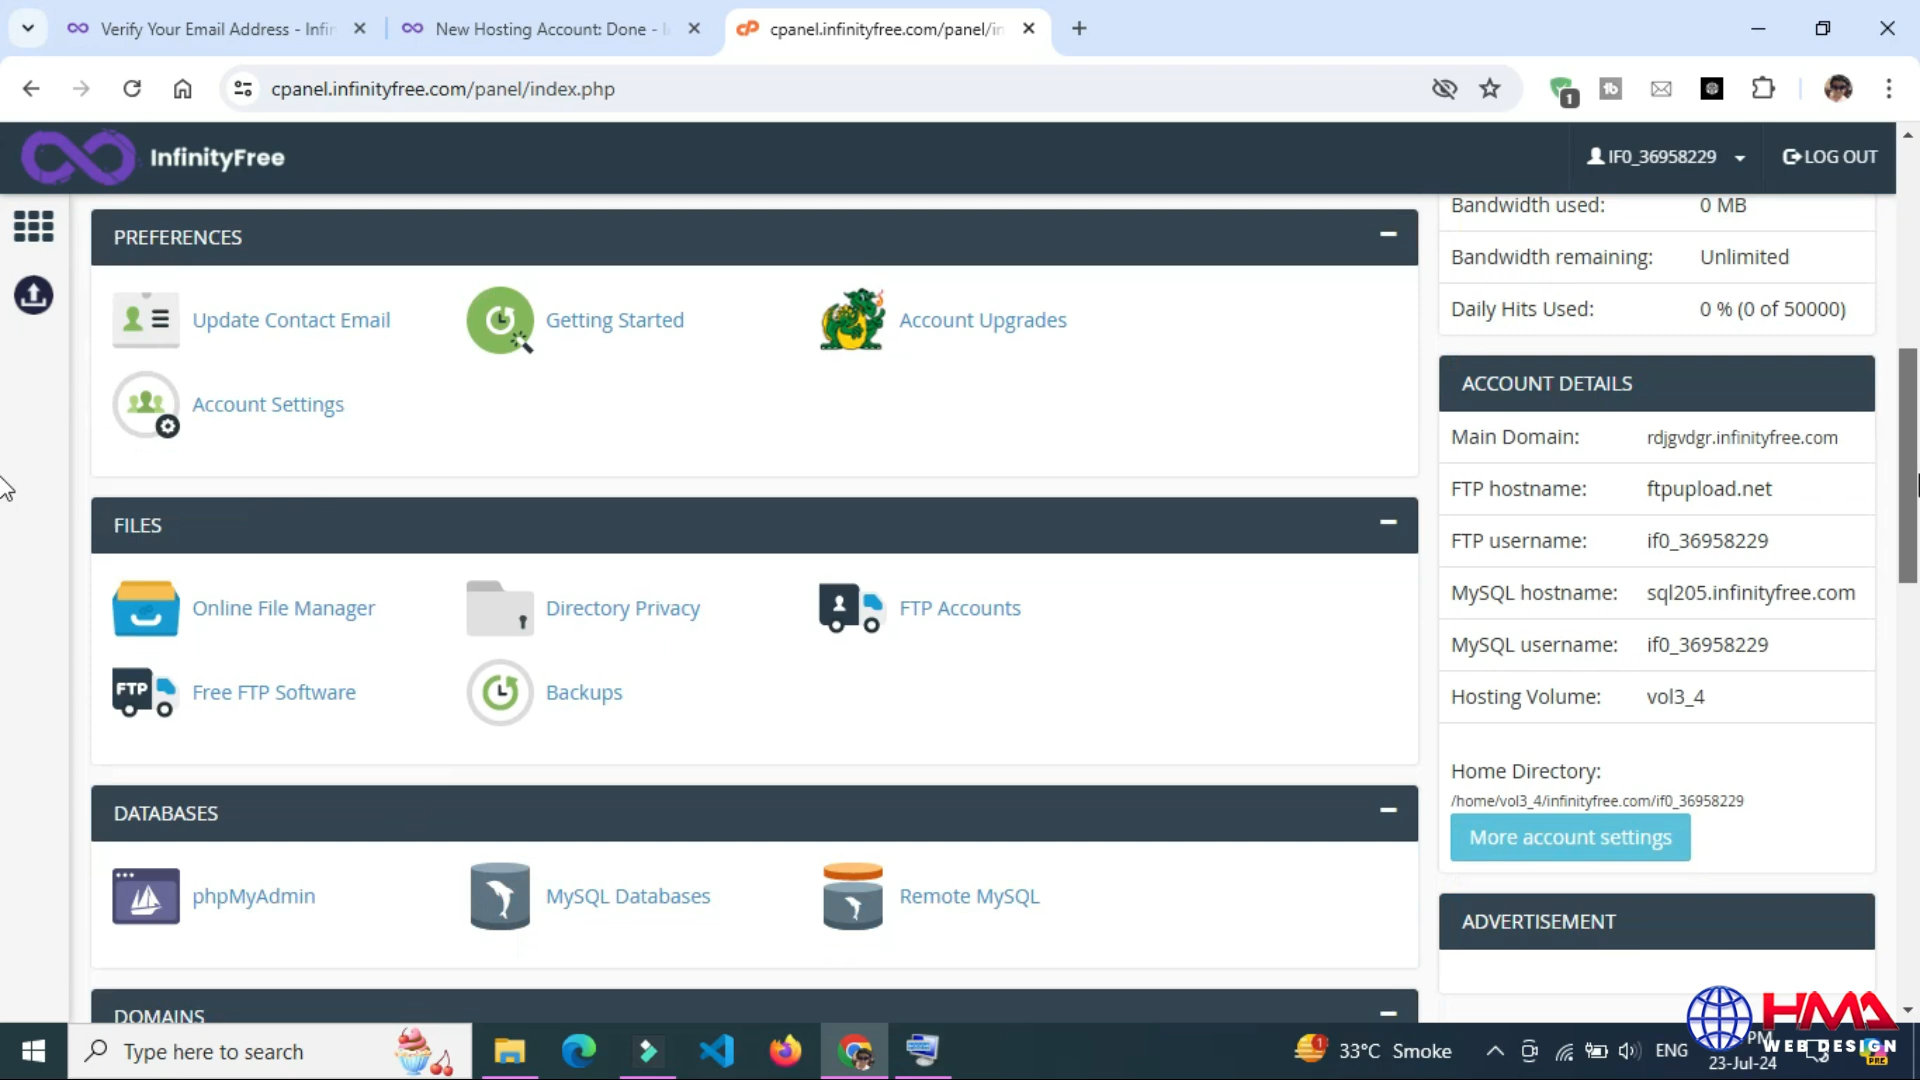 Verify Your Email Address - Infin
New Hosting Account: Done - I
cpanel.infinityfree.com/panel/in
cpanel.infinityfree.com/panel/index.php
1
InfinityFree
IF0_36958229
LOG OUT
PREFERENCES
Update Contact Email
Getting Started
Account Upgrades
Account Settings
FILES
Online File Manager
Directory Privacy
FTP Accounts
FTP
Free FTP Software
Backups
DATABASES
phpMyAdmin
MySQL Databases
Remote MySQL
DOMAINS
Bandwidth used: 0 MB
Bandwidth remaining: Unlimited
Daily Hits Used: 0 % (0 of 50000)
ACCOUNT DETAILS
Main Domain: rdjgvdgr.infinityfree.com
FTP hostname: ftpupload.net
FTP username: if0_36958229
MySQL hostname: sql205.infinityfree.com
MySQL username: if0_36958229
Hosting Volume: vol3_4
Home Directory:
/home/vol3_4/infinityfree.com/if0_36958229
More account settings
ADVERTISEMENT
Type here to search
1
33°C Smoke
ENG
PM
23-Jul-24
HMA
WEB DESIGN
PRE